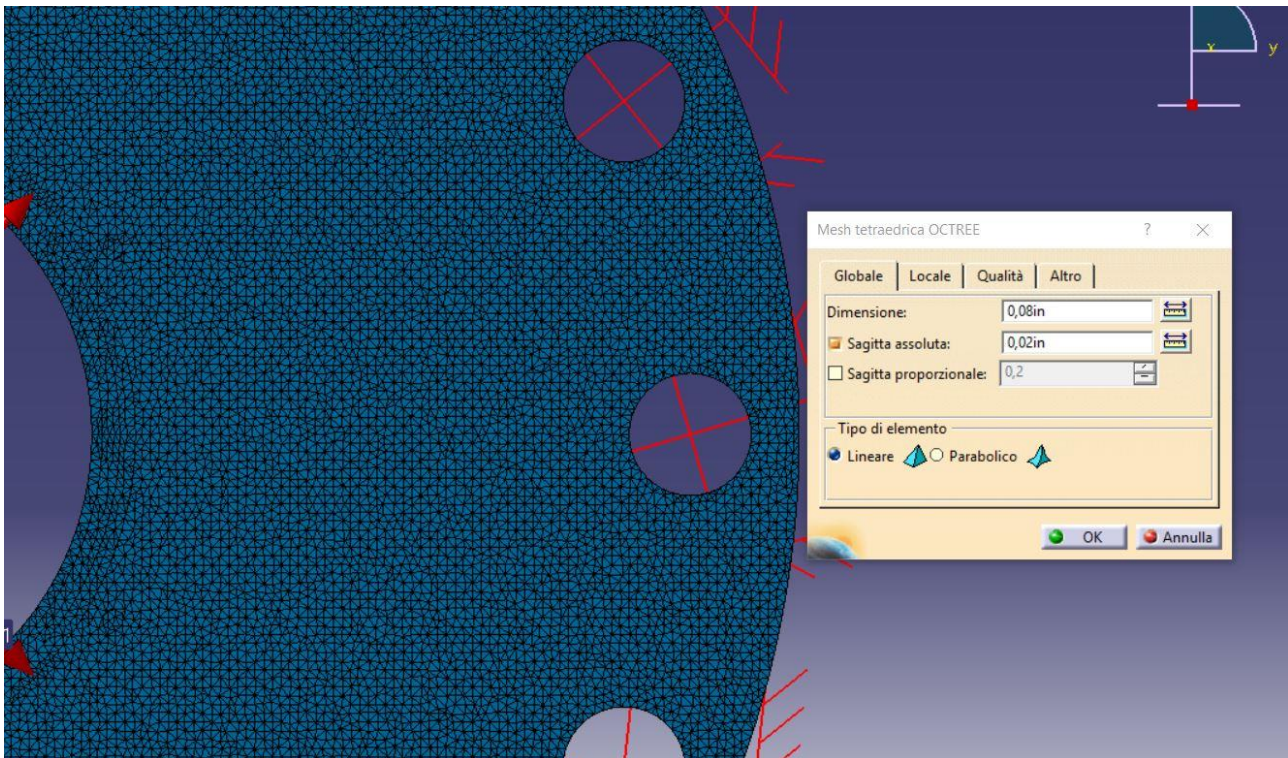 x
y
Mesh tetraedrica OCTREE ? ×
Globale Locale Qualità Altro
Dimensione: 0,08in
Sagitta assoluta: 0,02in
Sagitta proporzionale: 0,2
Tipo di elemento
Lineare Parabolico
OK Annulla
1